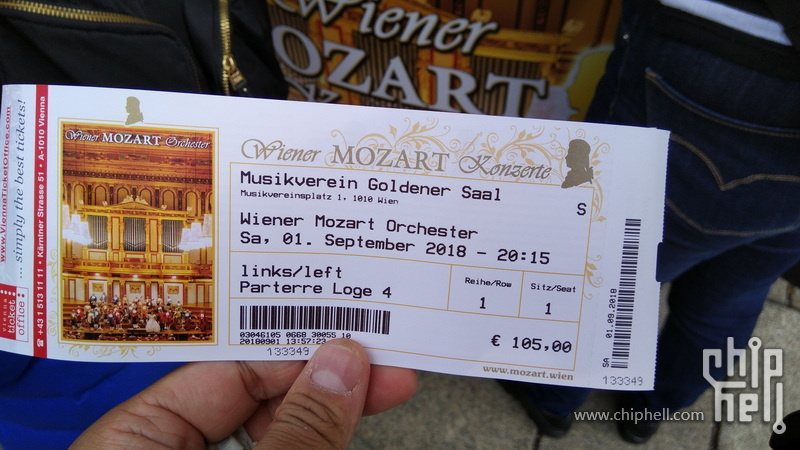 Wiener
MOZART
www.ViennaTicketOffice.com
... simply the best tickets!
vienna
ticket
office
☎ +43 1 513 11 11 • Kärntner Strasse 51 • A-1010 Vienna
Wiener MOZART Orchester
Wiener MOZART Konzerte
Musikverein Goldener Saal
S
Musikvereinsplatz 1, 1010 Wien
Wiener Mozart Orchester
Sa, 01. September 2018 - 20:15
links/left
Parterre Loge 4
Reihe/Row
1
Sitz/Seat
1
03046105 0668 30055 10
20180901 13:57:23
133349
€ 105,00
www.mozart.wien
SA 01.09.2018
133349
www.chiphell.com
chip
hell